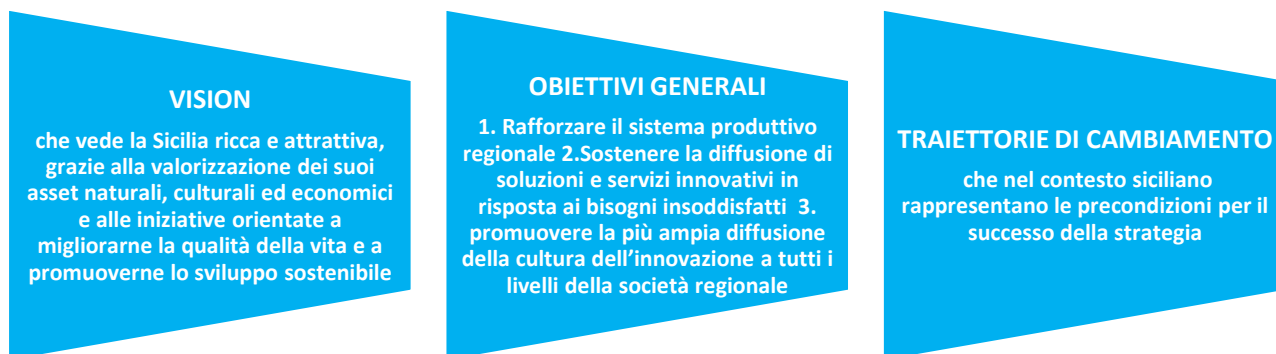 VISION
che vede la Sicilia ricca e attrattiva,
grazie alla valorizzazione dei suoi
asset naturali, culturali ed economici
e alle iniziative orientate a
migliorarne la qualità della vita e a
promuoverne lo sviluppo sostenibile
OBIETTIVI GENERALI
1. Rafforzare il sistema produttivo
regionale 2.Sostenere la diffusione di
soluzioni e servizi innovativi in
risposta ai bisogni insoddisfatti 3.
promuovere la più ampia diffusione
della cultura dell’innovazione a tutti i
livelli della società regionale
TRAIETTORIE DI CAMBIAMENTO
che nel contesto siciliano
rappresentano le precondizioni per il
successo della strategia